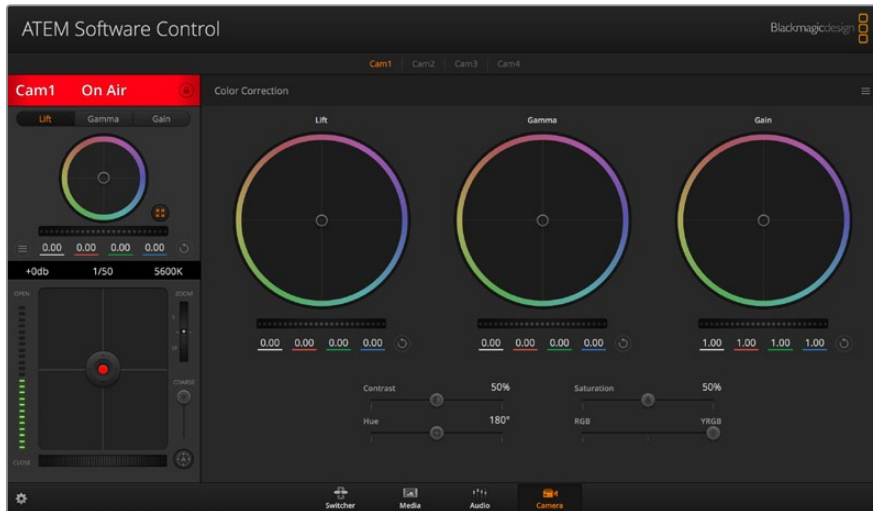 ATEM Software Control
Blackmagicdesign
Cam1 Cam2 Cam3 Cam4
Cam1 On Air
Color Correction
Lift Gamma Gain
Lift
Gamma
Gain
0.00 0.00 0.00 0.00
+0db 1/50 5600K
OPEN
ZOOM
COARSE
CLOSE
0.00 0.00 0.00 0.00
0.00 0.00 0.00 0.00
1.00 1.00 1.00 1.00
Contrast 50%
Saturation 50%
Hue 180°
RGB YRGB
Switcher
Media
Audio
Camera